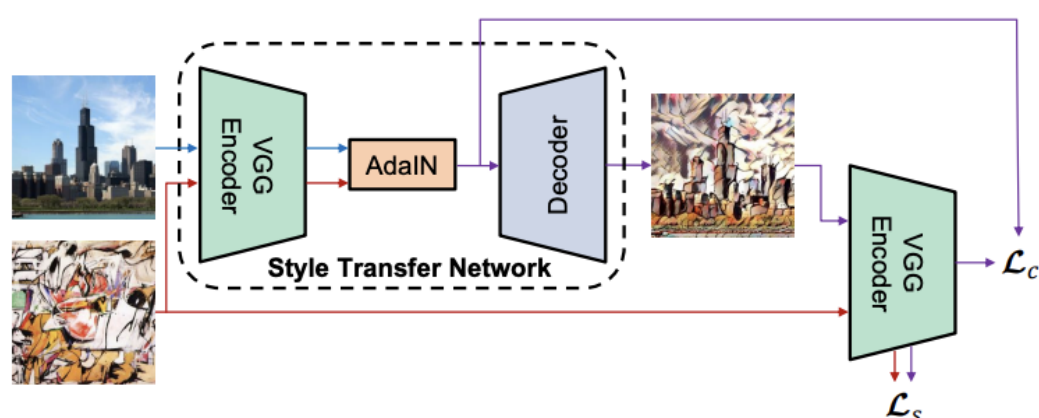 VGG
Encoder
AdaIN
Decoder
Style Transfer Network
VGG
Encoder
ℒc
ℒs